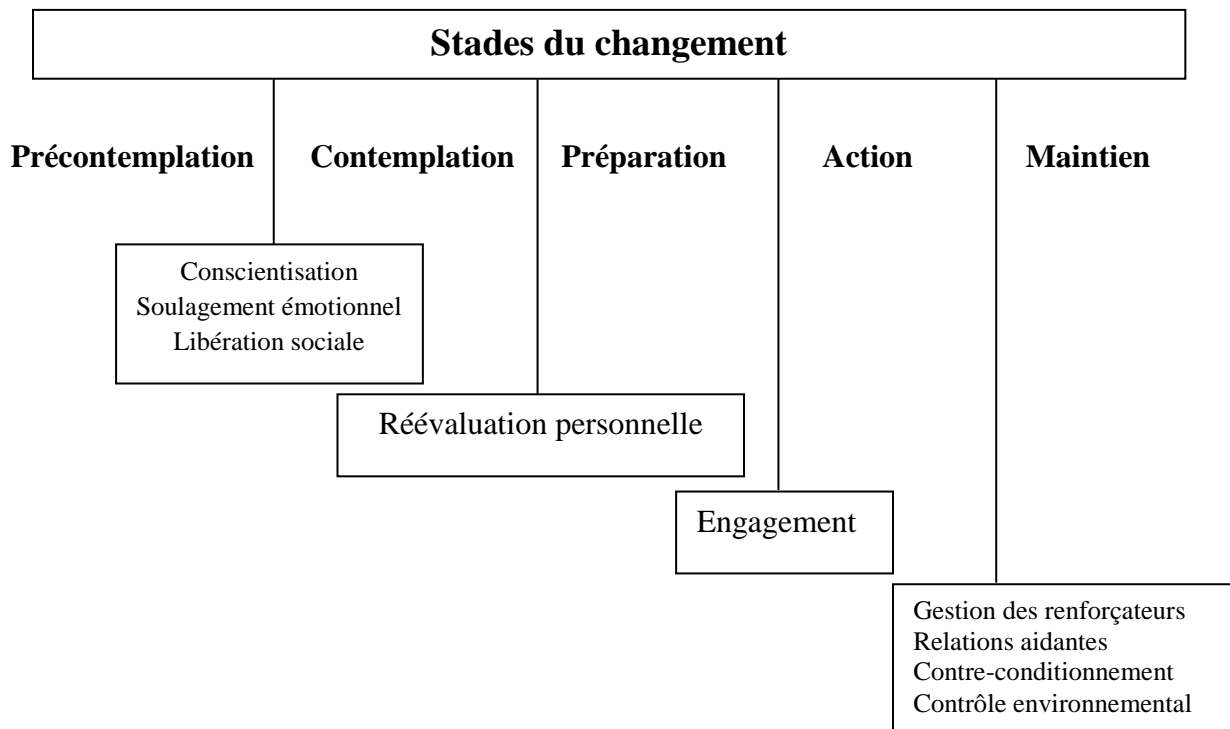 Stades du changement
Précontemplation Contemplation Préparation Action Maintien
Conscientisation
Soulagement émotionnel
Libération sociale
Réévaluation personnelle
Engagement
Gestion des renforçateurs
Relations aidantes
Contre-conditionnement
Contrôle environnemental